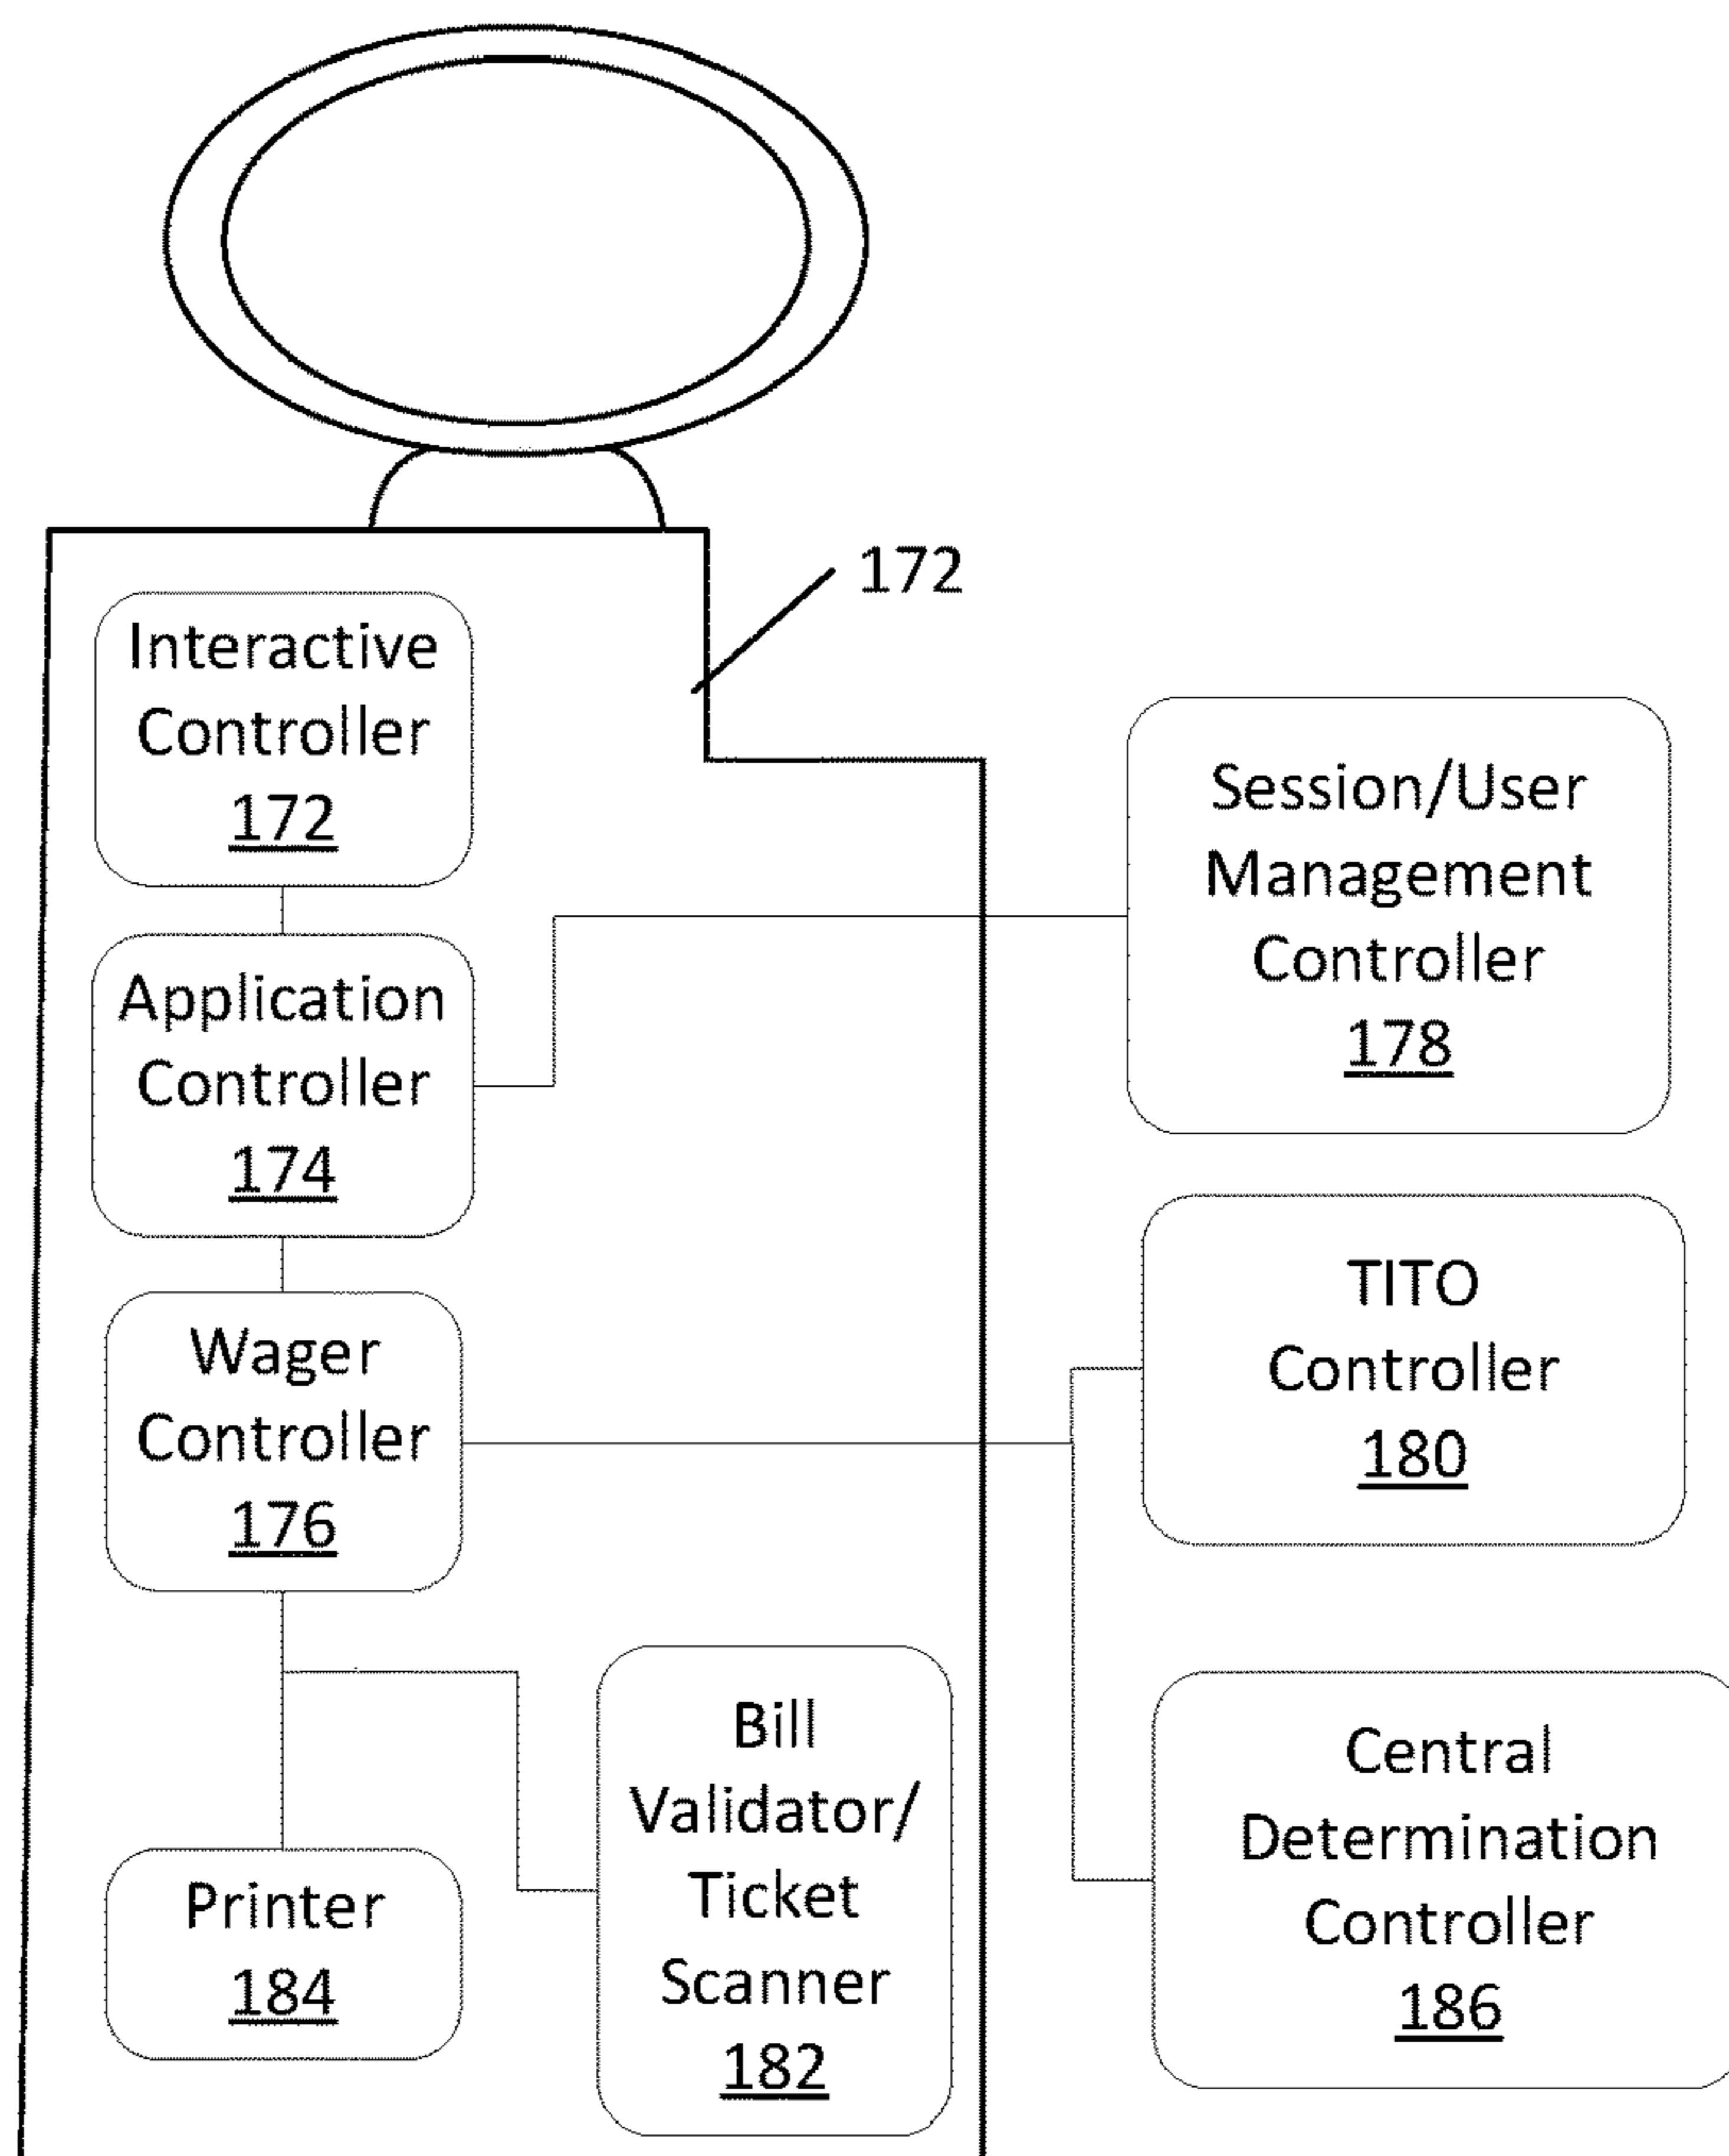 172
Interactive
Controller
172
Application
Controller
174
Wager
Controller
176
Printer
184
Bill
Validator/
Ticket
Scanner
182
Session/User
Management
Controller
178
TITO
Controller
180
Central
Determination
Controller
186